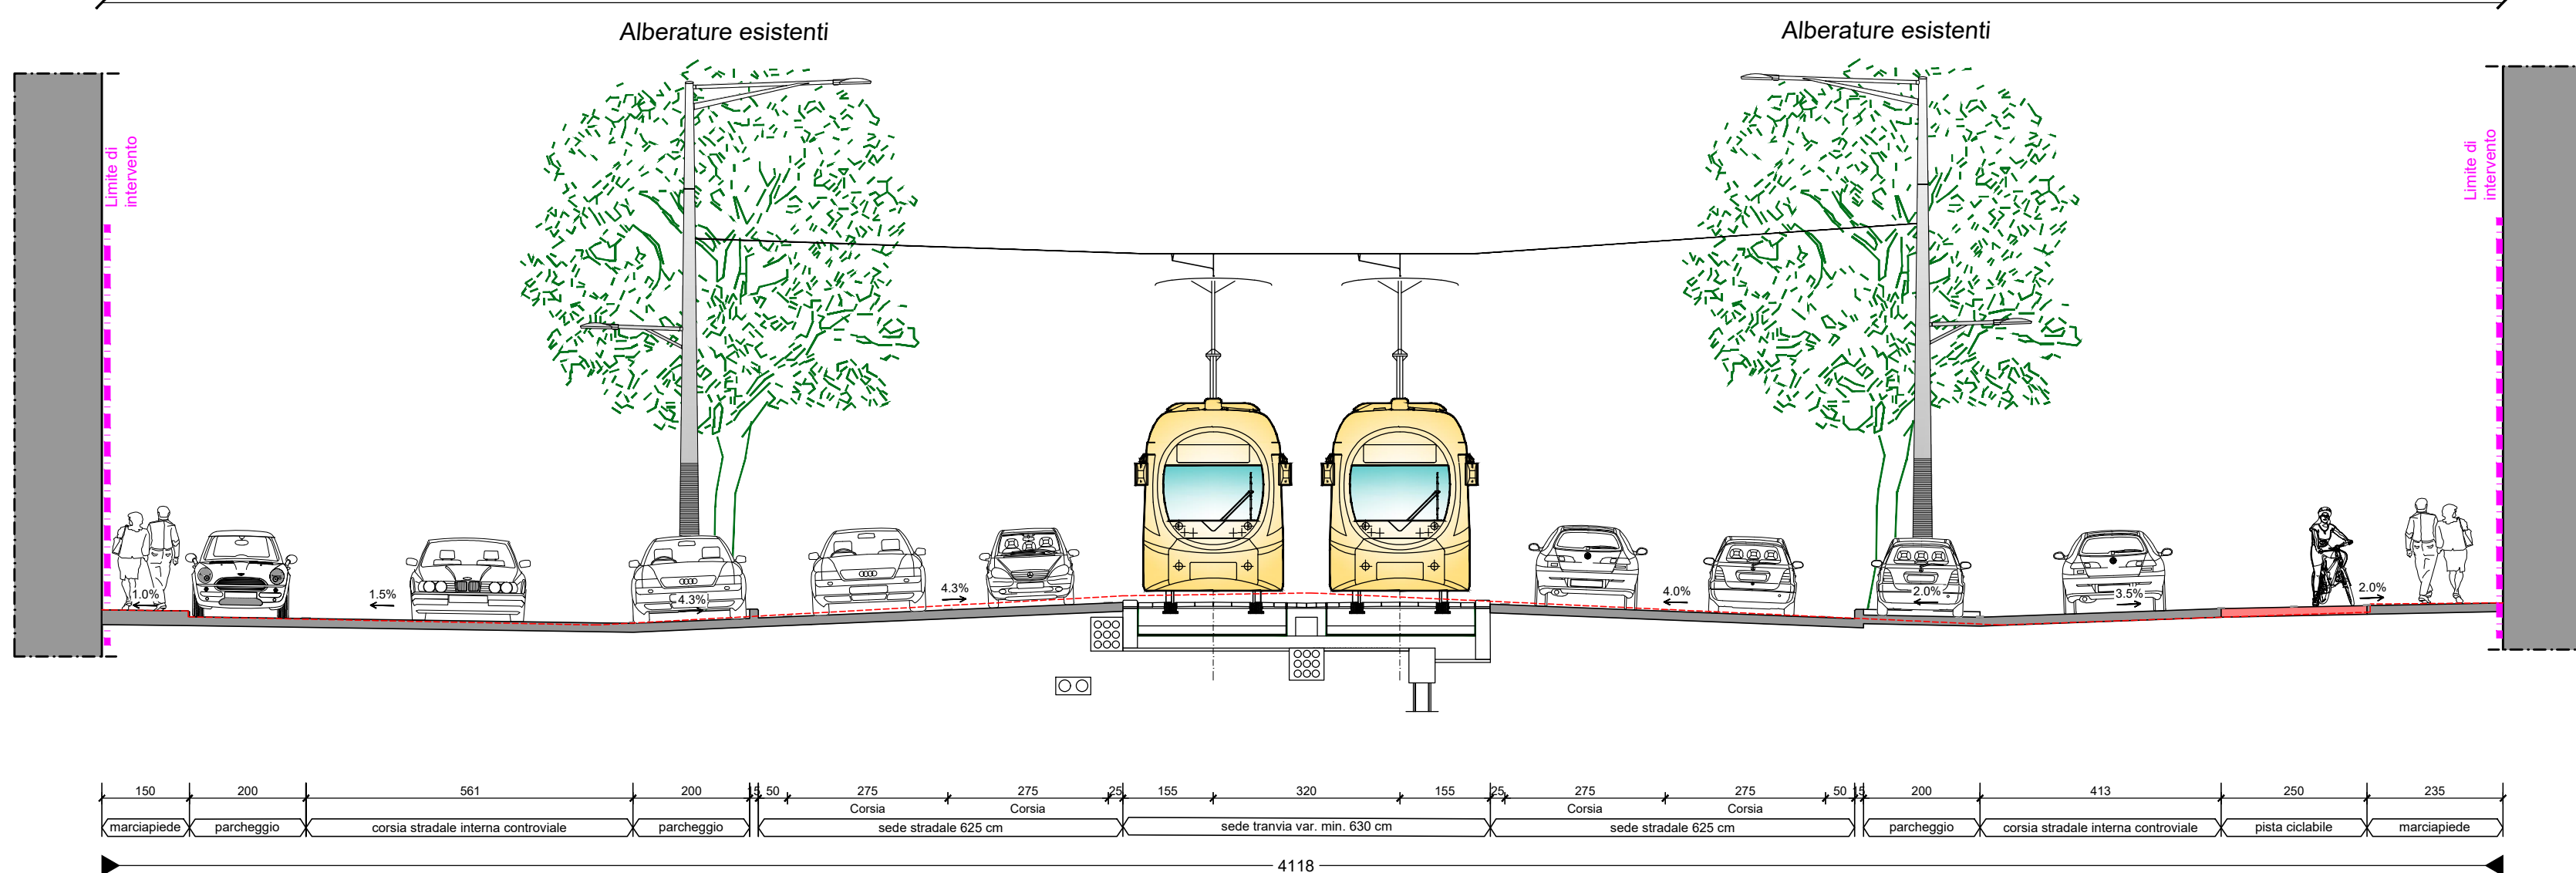 Alberature esistenti
Alberature esistenti
Limite di
intervento
Limite di
intervento
1.0%
1.5%
4.3%
4.3%
4.0%
2.0%
3.5%
2.0%
150 200 561 200 15 50 275 275 25 155 320 155 25 275 275 50 15 200 413 250 235
Corsia Corsia Corsia Corsia
marciapiede parcheggio corsia stradale interna controviale parcheggio sede stradale 625 cm sede tranvia var. min. 630 cm sede stradale 625 cm parcheggio corsia stradale interna controviale pista ciclabile marciapiede
4118